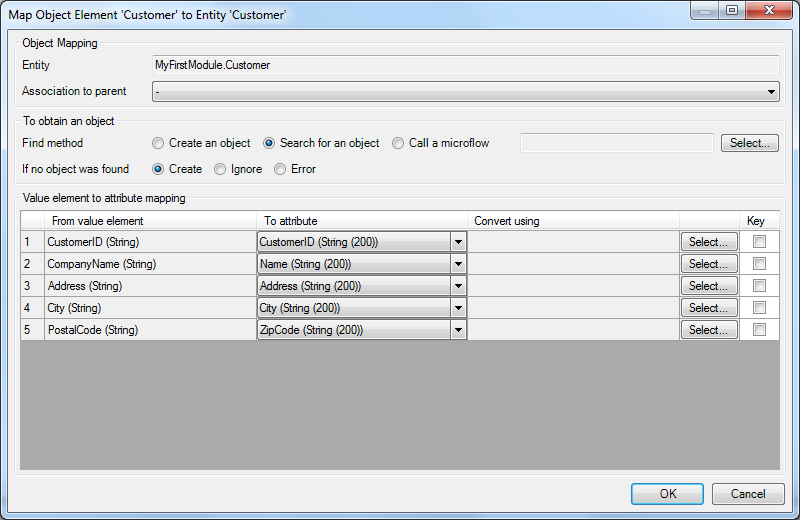 Map Object Element 'Customer' to Entity 'Customer'
Object Mapping
Entity MyFirstModule.Customer
Association to parent -
To obtain an object
Find method Create an object Search for an object Call a microflow Select...
If no object was found Create Ignore Error
Value element to attribute mapping
From value element To attribute Convert using Key
1 CustomerID (String) CustomerID (String (200)) Select...
2 CompanyName (String) Name (String (200)) Select...
3 Address (String) Address (String (200)) Select...
4 City (String) City (String (200)) Select...
5 PostalCode (String) ZipCode (String (200)) Select...
OK Cancel